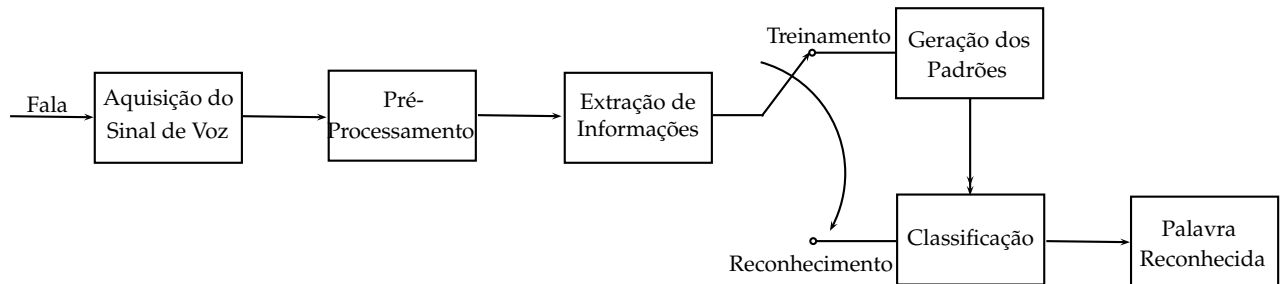 Fala
Aquisição do
Sinal de Voz
Pré-
Processamento
Extração de
Informações
Treinamento
Geração dos
Padrões
Reconhecimento
Classificação
Palavra
Reconhecida